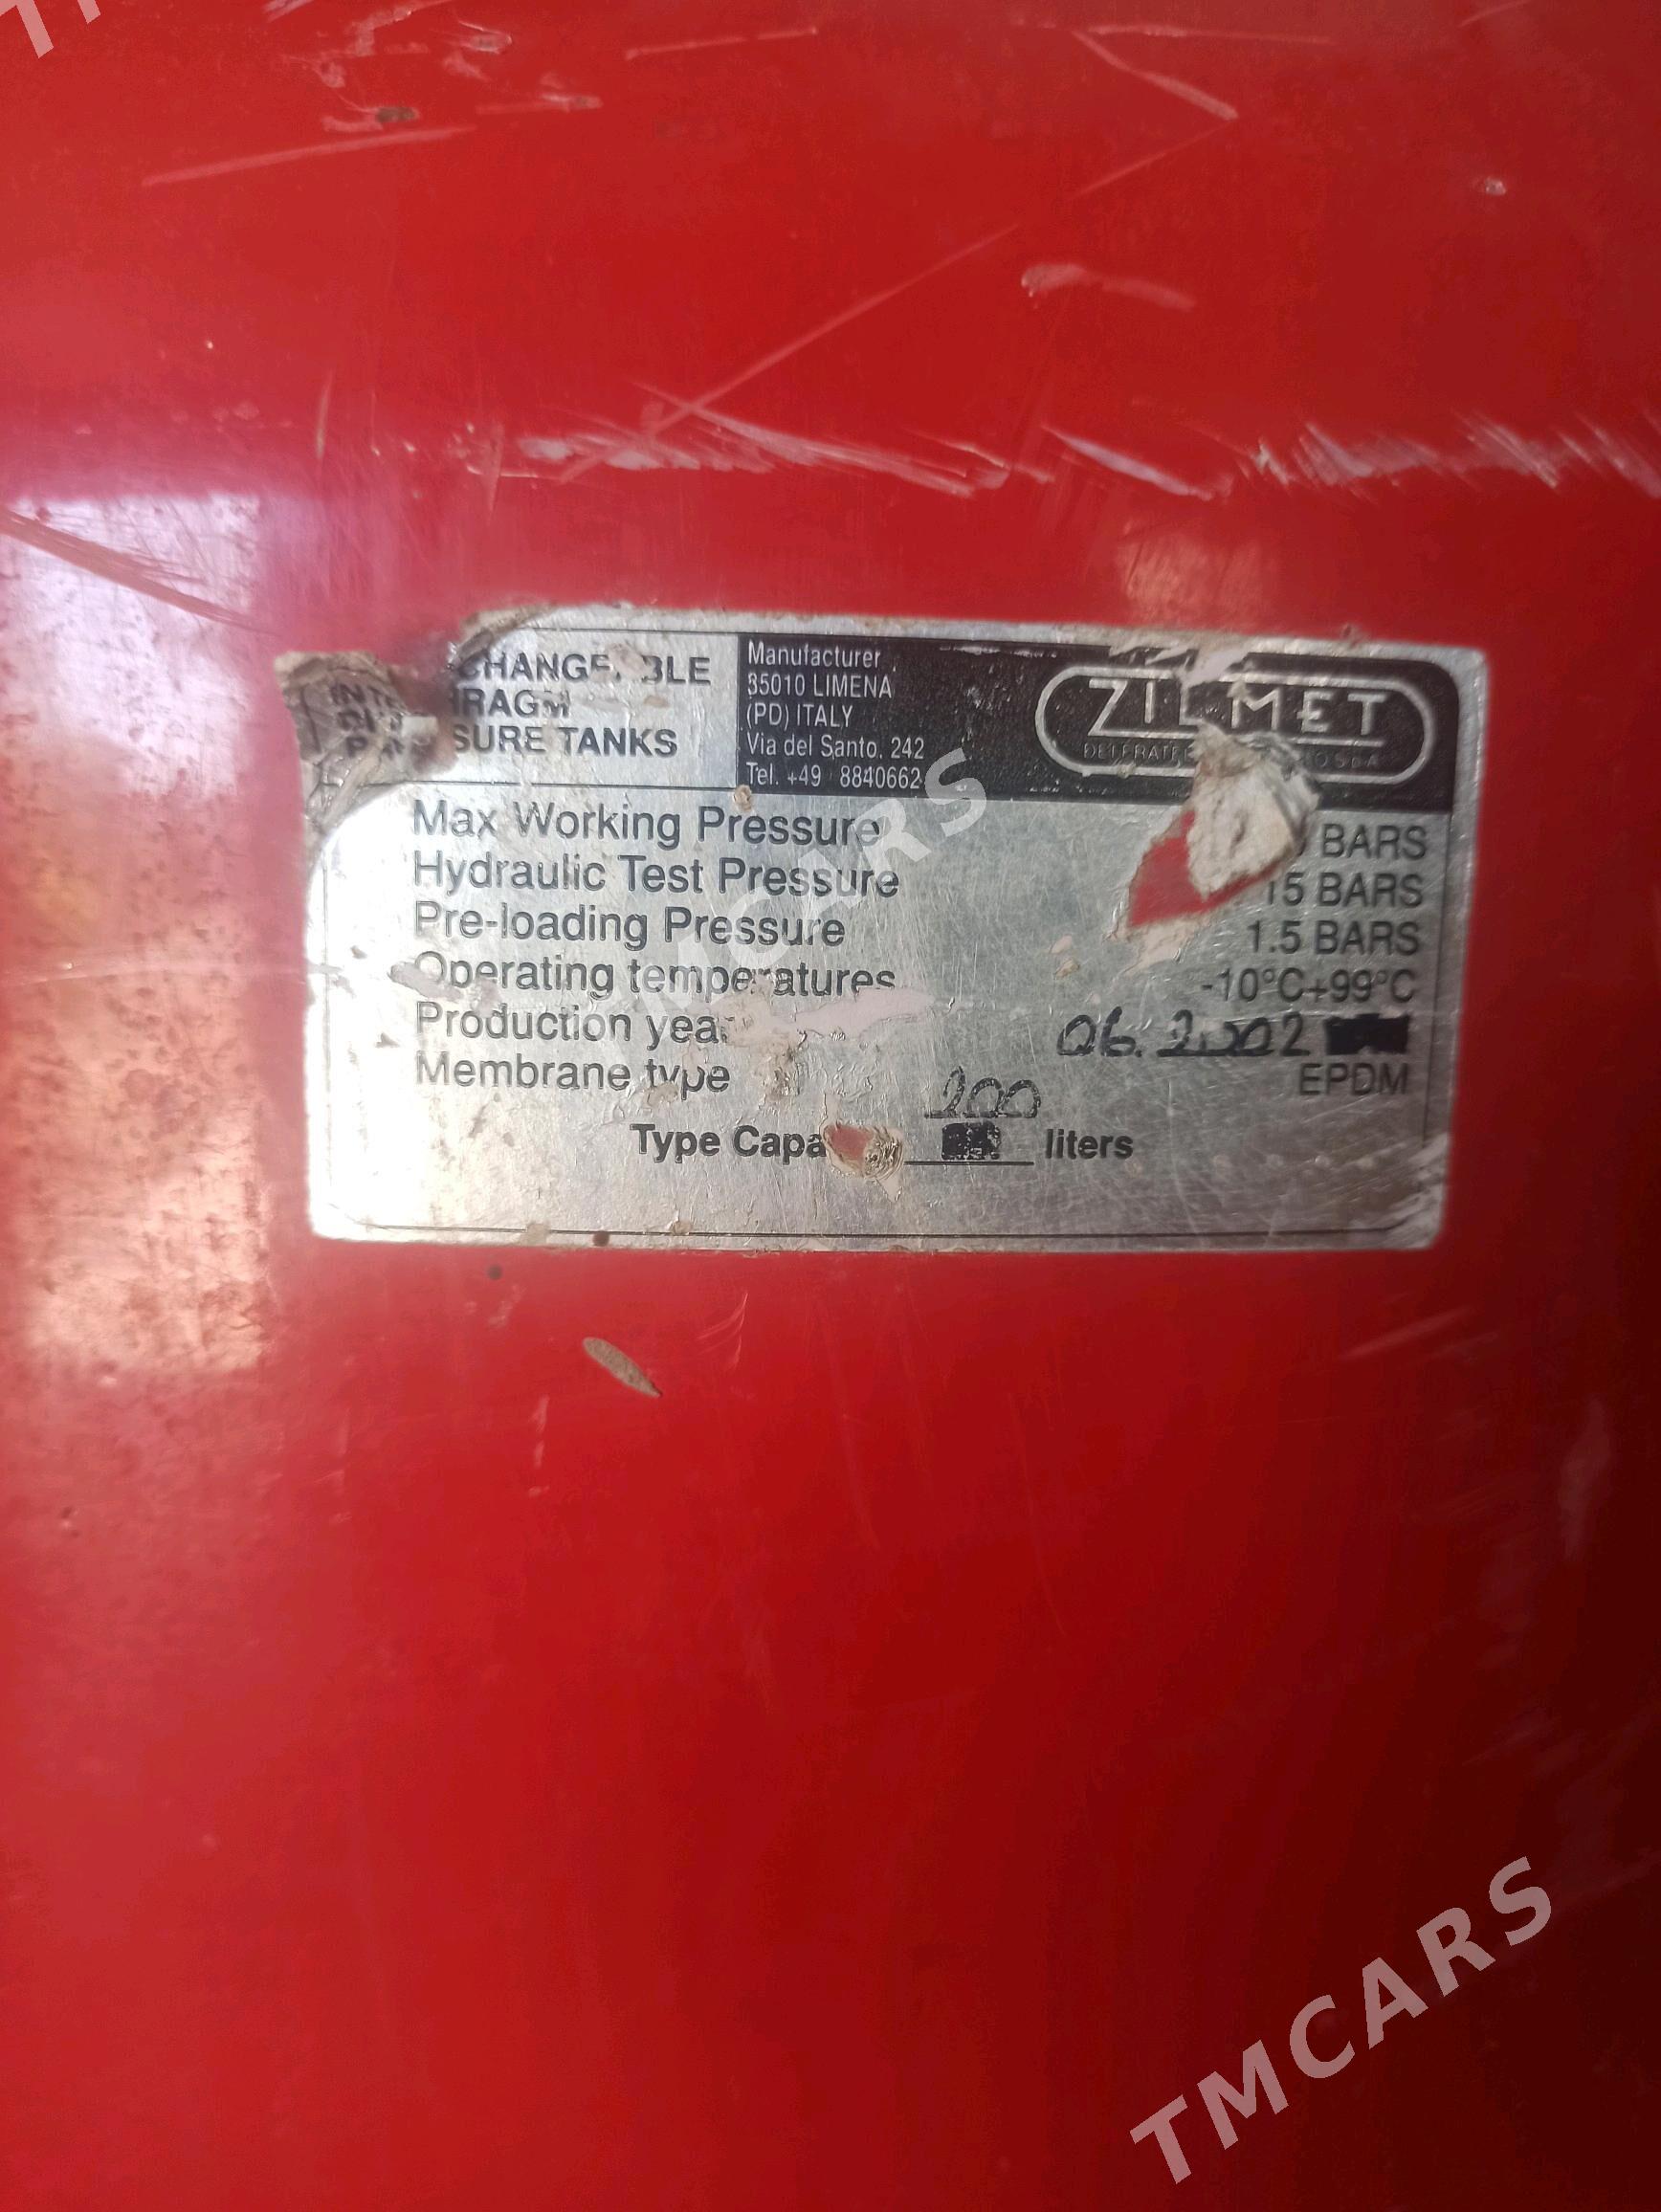 CHANGE BLE
RAGM
SURE TANKS
Manufacturer
35010 LIMENA
(PD) ITALY
Via del Santo, 242
Tel. +49 8840662
ZILMET
Max Working Pressure BARS
Hydraulic Test Pressure 15 BARS
Pre-loading Pressure 1.5 BARS
Operating temperatures -10°C+99°C
Production year 06.2002
Membrane type EPDM
200
Type Capa liters
TMCARS
TMCARS